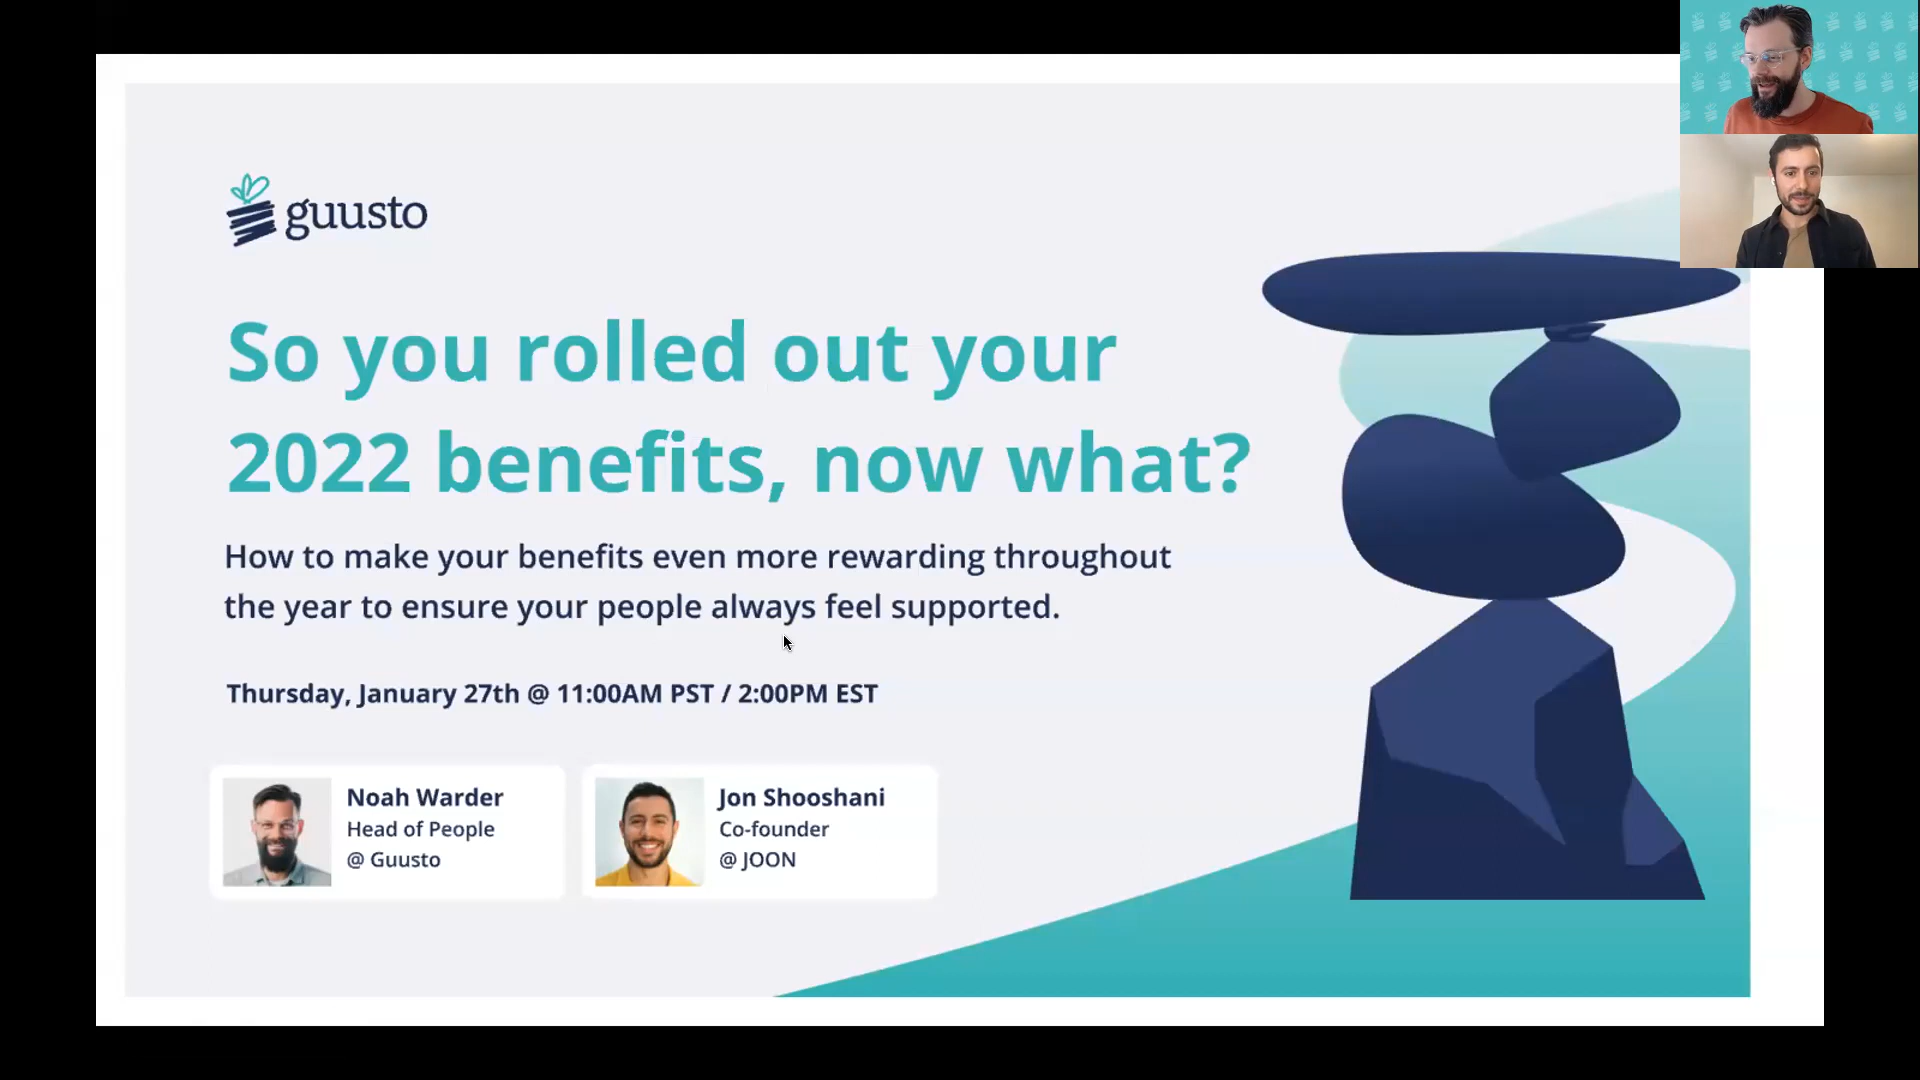 guusto
So you rolled out your
2022 benefits, now what?
How to make your benefits even more rewarding throughout
the year to ensure your people always feel supported.
Thursday, January 27th @ 11:00AM PST / 2:00PM EST
Noah Warder
Head of People
@ Guusto
Jon Shooshani
Co-founder
@ JOON